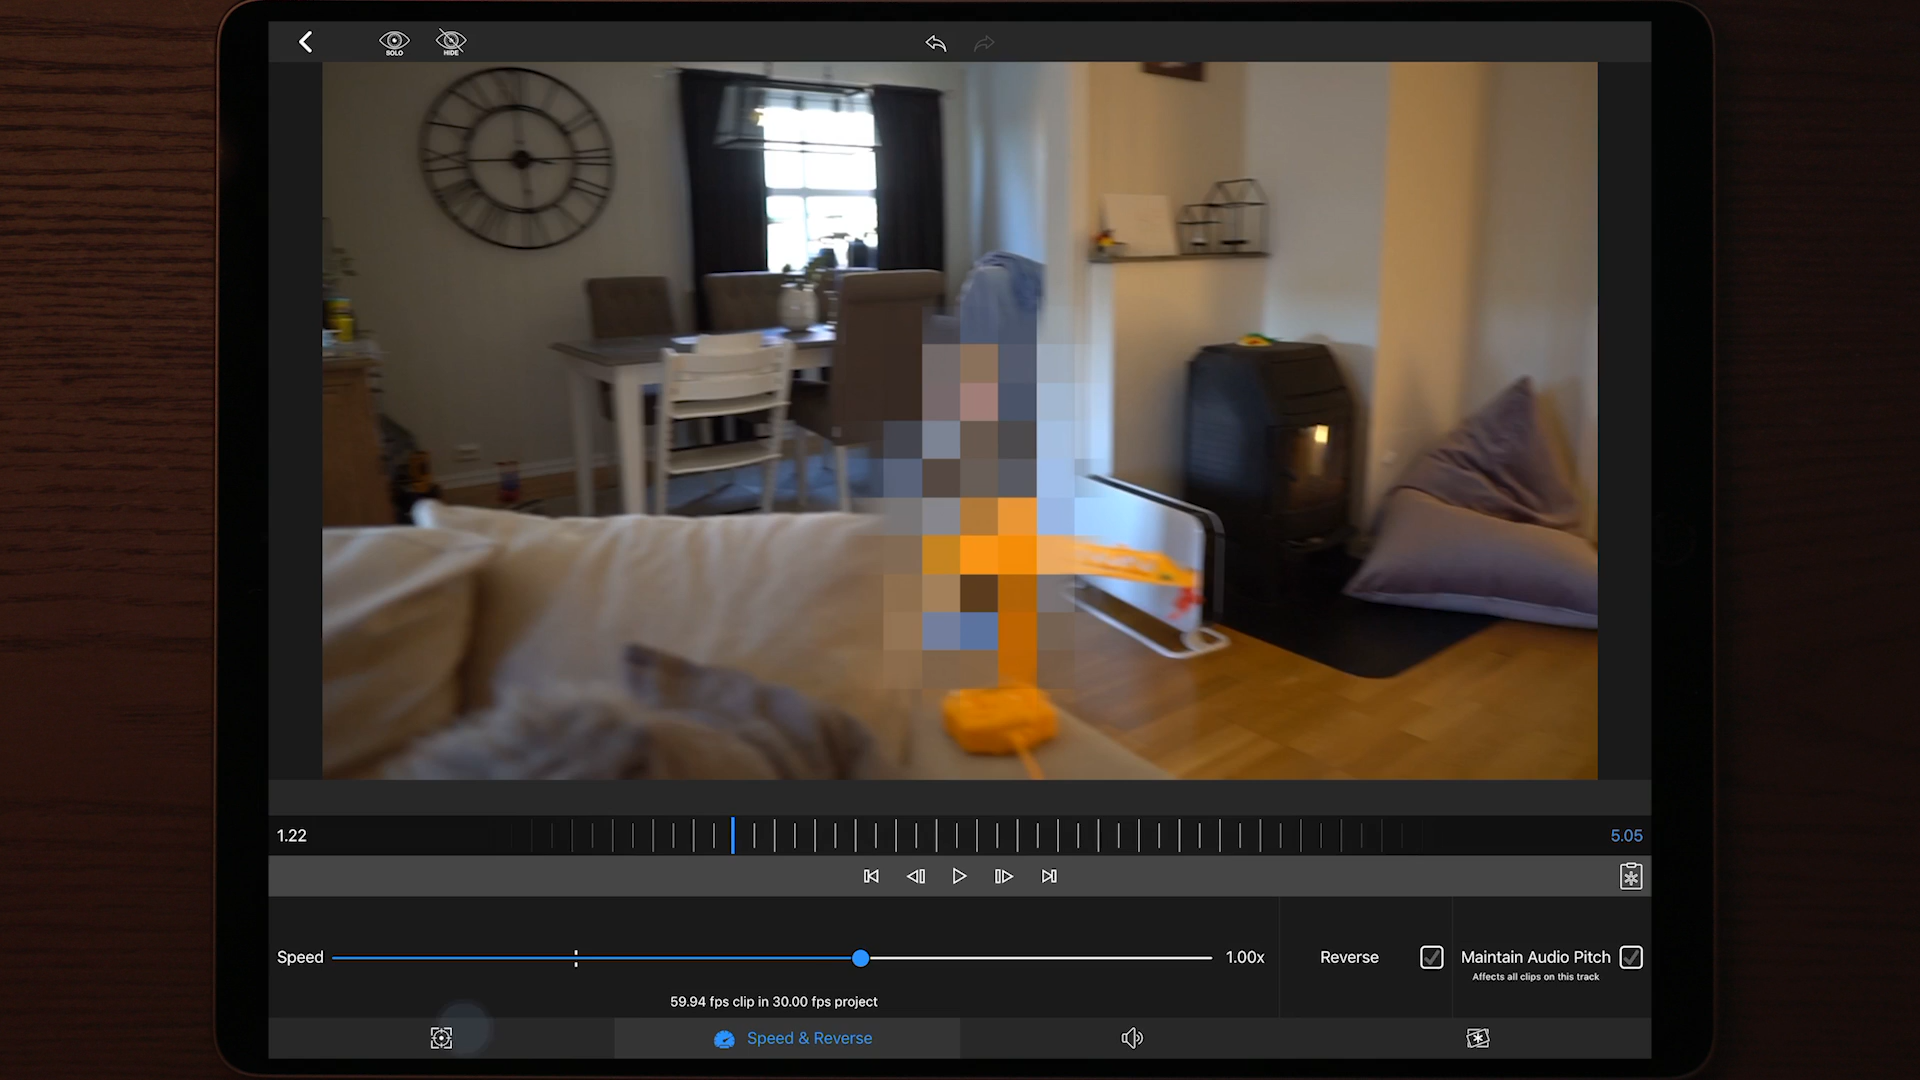 SOLO
HIDE
1.22
5.05
Speed
1.00x
Reverse
Maintain Audio Pitch
Affects all clips on this track
59.94 fps clip in 30.00 fps project
Speed & Reverse